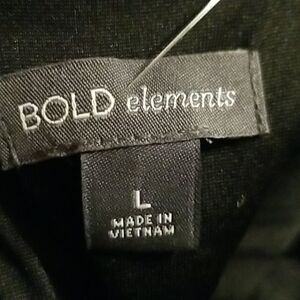 BOLD elements
L
MADE IN
VIETNAM